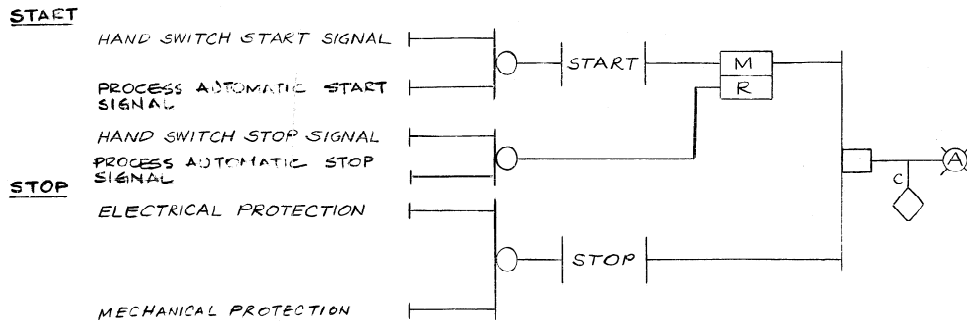 START
HAND SWITCH START SIGNAL
PROCESS AUTOMATIC START
SIGNAL
START
M
R
HAND SWITCH STOP SIGNAL
PROCESS AUTOMATIC STOP
SIGNAL
STOP
ELECTRICAL PROTECTION
STOP
MECHANICAL PROTECTION
C
A